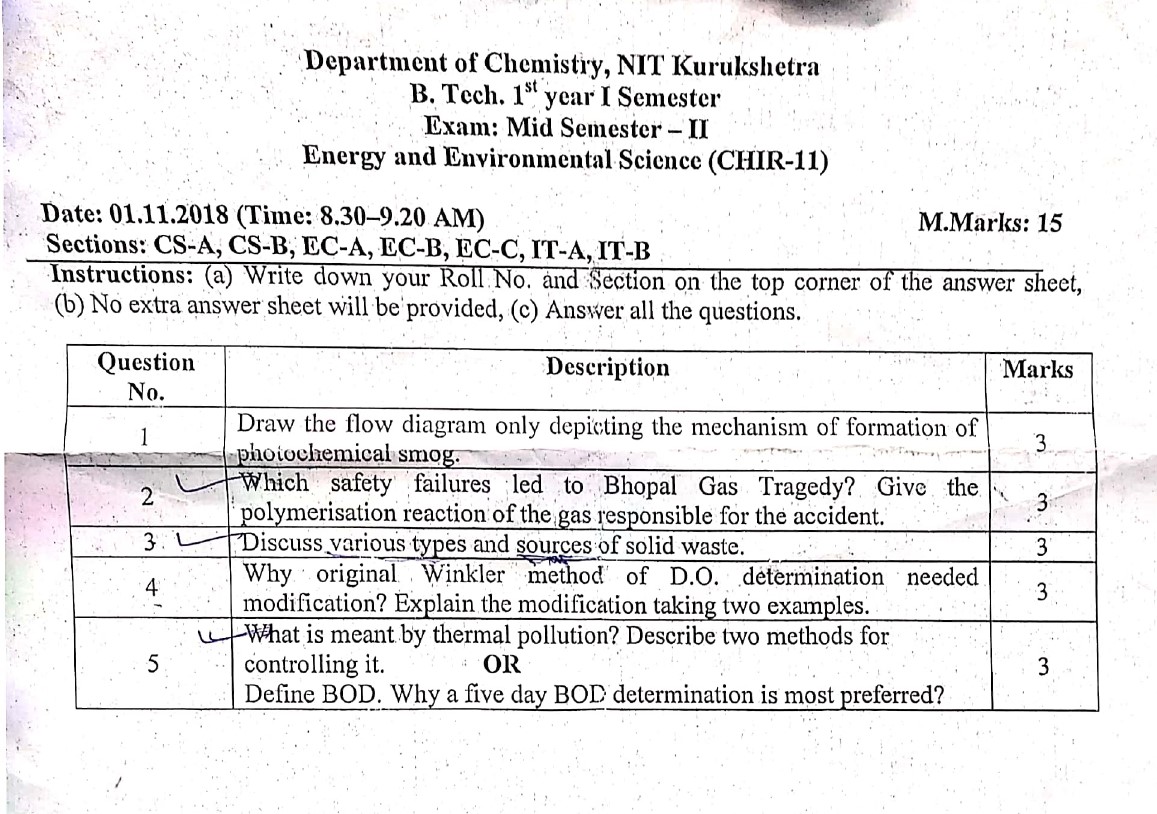 Department of Chemistry, NIT Kurukshetra
B. Tech. 1st year I Semester
Exam: Mid Semester – II
Energy and Environmental Science (CHIR-11)
Date: 01.11.2018 (Time: 8.30–9.20 AM)
M.Marks: 15
Sections: CS-A, CS-B, EC-A, EC-B, EC-C, IT-A, IT-B
Instructions: (a) Write down your Roll No. and Section on the top corner of the answer sheet,
(b) No extra answer sheet will be provided, (c) Answer all the questions.
Question No. Description Marks
1 Draw the flow diagram only depicting the mechanism of formation of
photochemical smog. 3
2 Which safety failures led to Bhopal Gas Tragedy? Give the
polymerisation reaction of the gas responsible for the accident. 3
3 Discuss various types and sources of solid waste. 3
4 Why original Winkler method of D.O. determination needed
modification? Explain the modification taking two examples. 3
5 What is meant by thermal pollution? Describe two methods for
controlling it. OR 3
Define BOD. Why a five day BOD determination is most preferred?